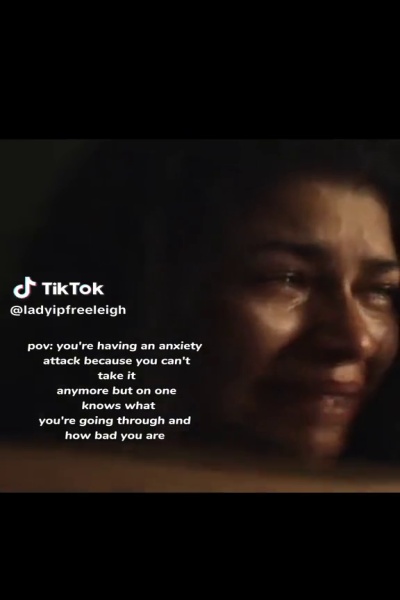 TikTok
@ladyipfreeleigh
pov: you're having an anxiety
attack because you can't
take it
anymore but on one
knows what
you're going through and
how bad you are